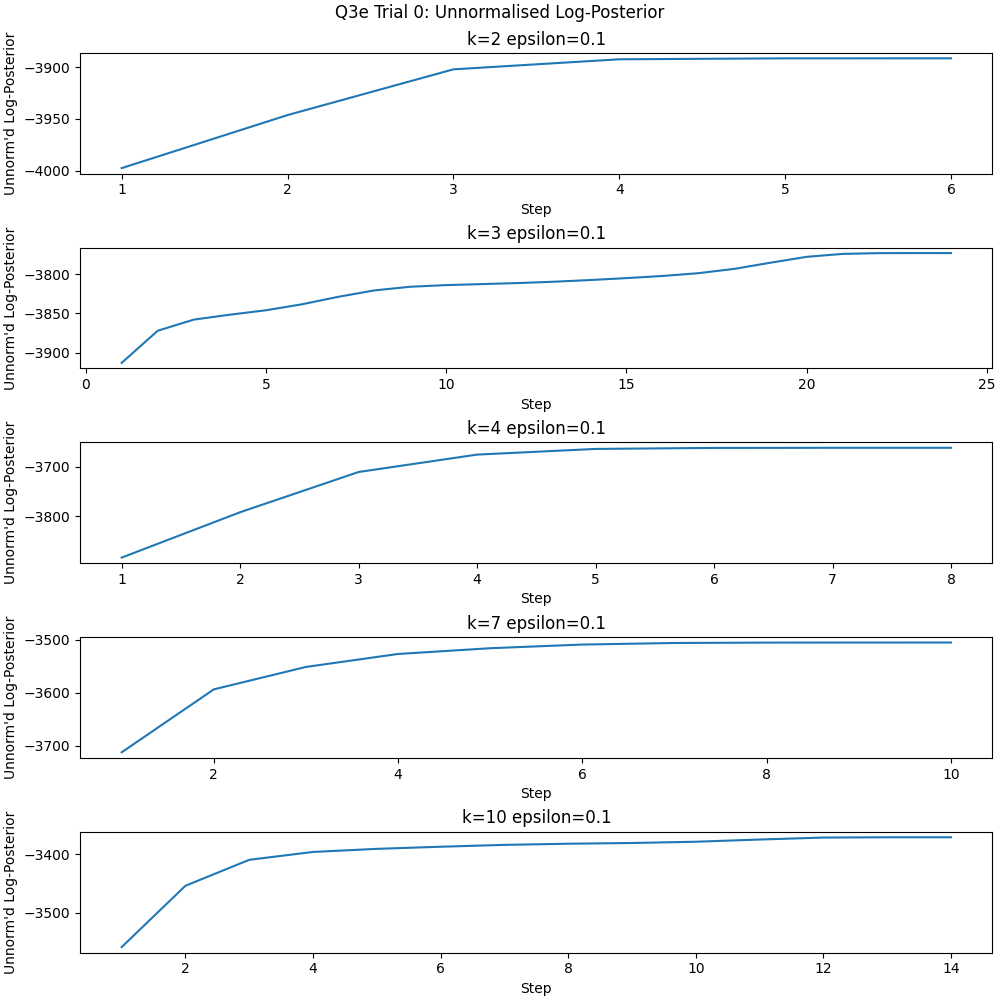 Q3e Trial 0: Unnormalised Log-Posterior
k=2 epsilon=0.1
Unnorm'd Log-Posterior
−3900
−3950
−4000
1 2 3 4 5 6
Step
k=3 epsilon=0.1
Unnorm'd Log-Posterior
−3800
−3850
−3900
0 5 10 15 20 25
Step
k=4 epsilon=0.1
Unnorm'd Log-Posterior
−3700
−3800
1 2 3 4 5 6 7 8
Step
k=7 epsilon=0.1
Unnorm'd Log-Posterior
−3500
−3600
−3700
2 4 6 8 10
Step
k=10 epsilon=0.1
Unnorm'd Log-Posterior
−3400
−3500
2 4 6 8 10 12 14
Step